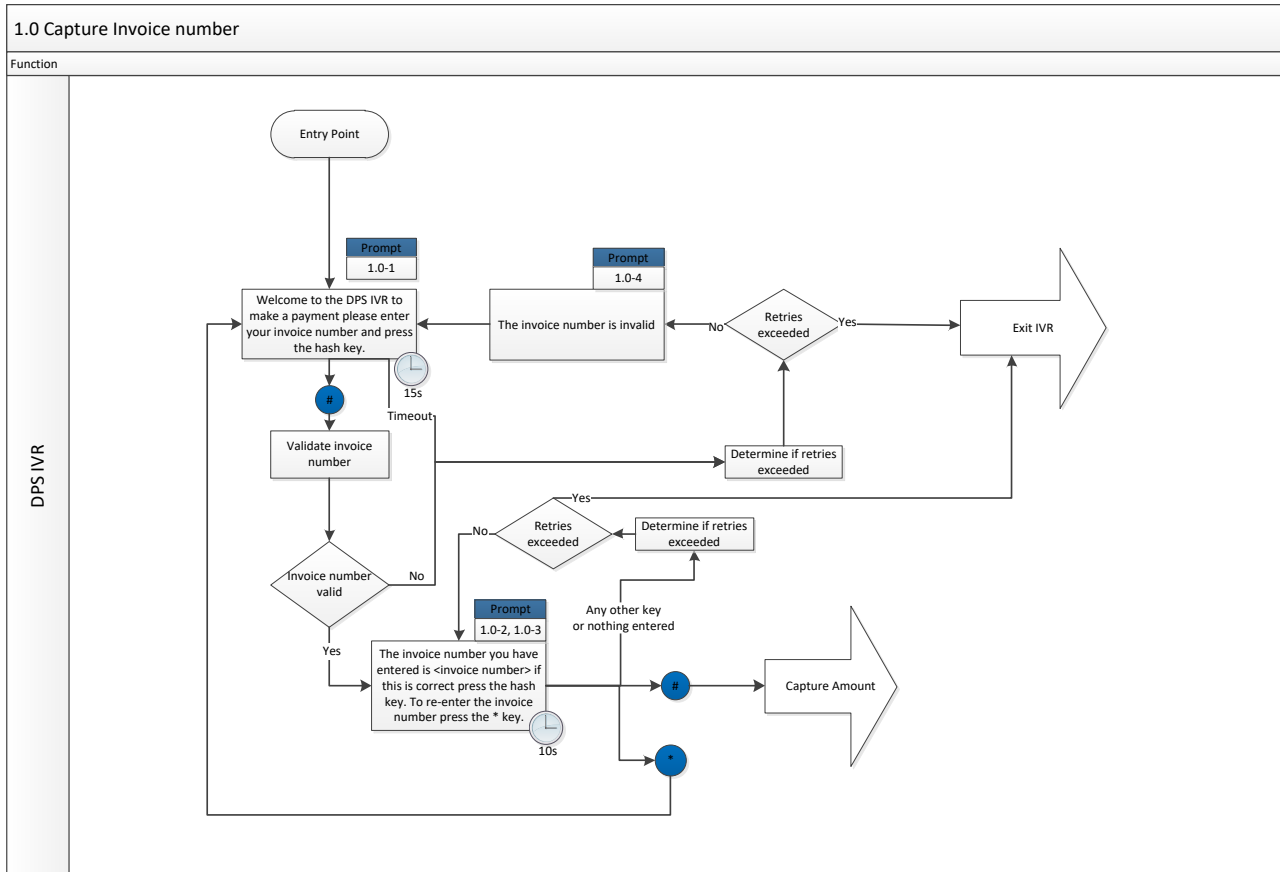 1.0 Capture Invoice number
Function
DPS IVR
Entry Point
Prompt
1.0-1
Welcome to the DPS IVR to
make a payment please enter
your invoice number and press
the hash key.
15s
Prompt
1.0-4
The invoice number is invalid
No
Retries
exceeded
Yes
Exit IVR
#
Timeout
Validate invoice
number
Determine if retries
exceeded
Yes
No
Retries
exceeded
Determine if retries
exceeded
Invoice number
valid
No
Yes
Prompt
1.0-2, 1.0-3
Any other key
or nothing entered
The invoice number you have
entered is <invoice number> if
this is correct press the hash
key. To re-enter the invoice
number press the * key.
10s
#
Capture Amount
*